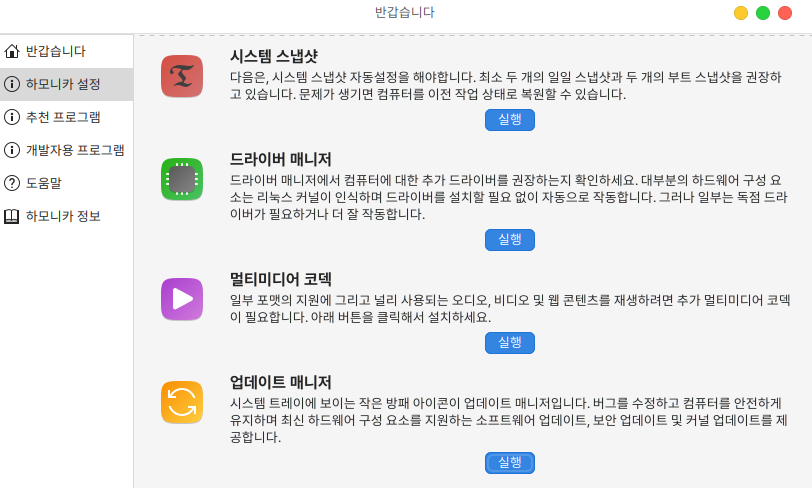 반갑습니다
반갑습니다
하모니카 설정
추천 프로그램
개발자용 프로그램
도움말
하모니카 정보
시스템 스냅샷
다음은, 시스템 스냅샷 자동설정을 해야합니다. 최소 두 개의 일일 스냅샷과 두 개의 부트 스냅샷을 권장하
고 있습니다. 문제가 생기면 컴퓨터를 이전 작업 상태로 복원할 수 있습니다.
실행
드라이버 매니저
드라이버 매니저에서 컴퓨터에 대한 추가 드라이버를 권장하는지 확인하세요. 대부분의 하드웨어 구성 요
소는 리눅스 커널이 인식하며 드라이버를 설치할 필요 없이 자동으로 작동합니다. 그러나 일부는 독점 드라
이버가 필요하거나 더 잘 작동합니다.
실행
멀티미디어 코덱
일부 포맷의 지원에 그리고 널리 사용되는 오디오, 비디오 및 웹 콘텐츠를 재생하려면 추가 멀티미디어 코덱
이 필요합니다. 아래 버튼을 클릭해서 설치하세요.
실행
업데이트 매니저
시스템 트레이에 보이는 작은 방패 아이콘이 업데이트 매니저입니다. 버그를 수정하고 컴퓨터를 안전하게
유지하며 최신 하드웨어 구성 요소를 지원하는 소프트웨어 업데이트, 보안 업데이트 및 커널 업데이트를 제
공합니다.
실행